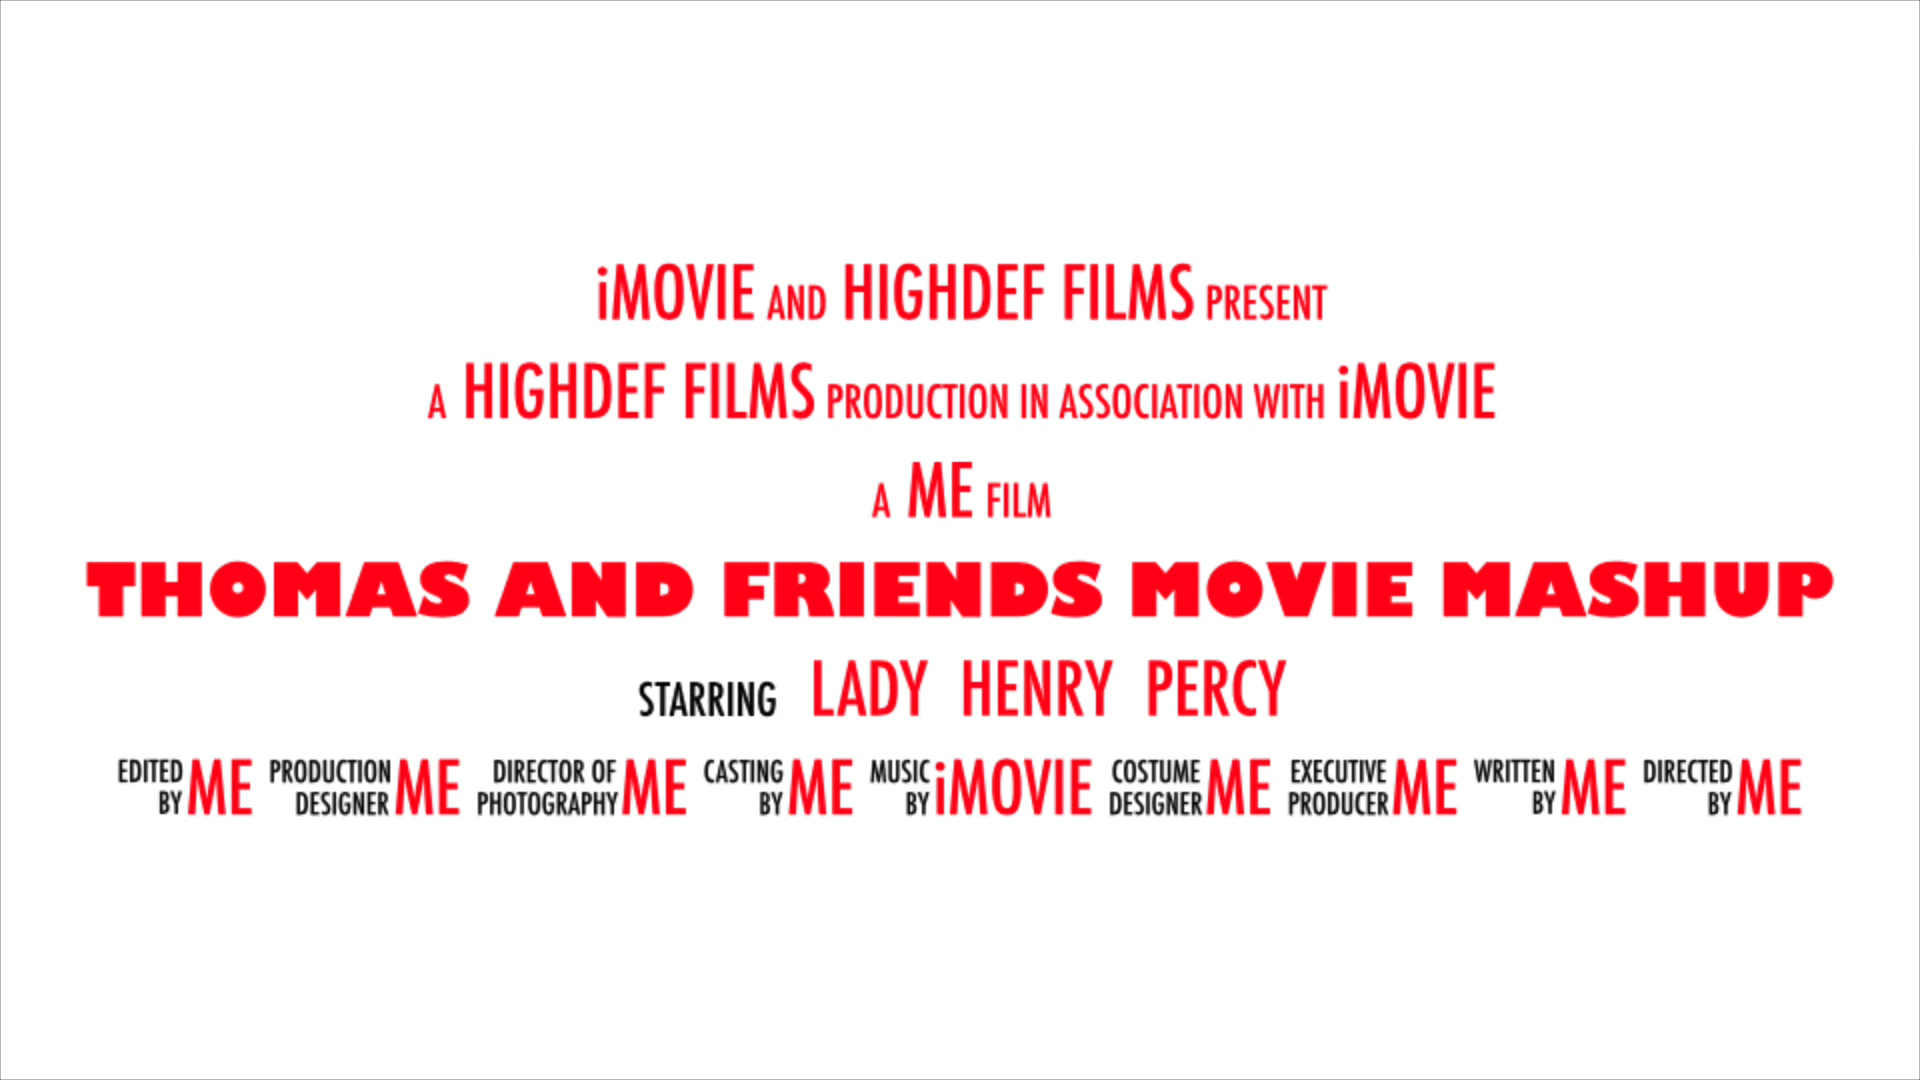 iMOVIE AND HIGHDEF FILMS PRESENT
A HIGHDEF FILMS PRODUCTION IN ASSOCIATION WITH iMOVIE
A ME FILM
THOMAS AND FRIENDS MOVIE MASHUP
STARRING LADY HENRY PERCY
EDITED BY ME PRODUCTION DESIGNER ME DIRECTOR OF PHOTOGRAPHY ME CASTING BY ME MUSIC BY iMOVIE COSTUME DESIGNER ME EXECUTIVE PRODUCER ME WRITTEN BY ME DIRECTED BY ME